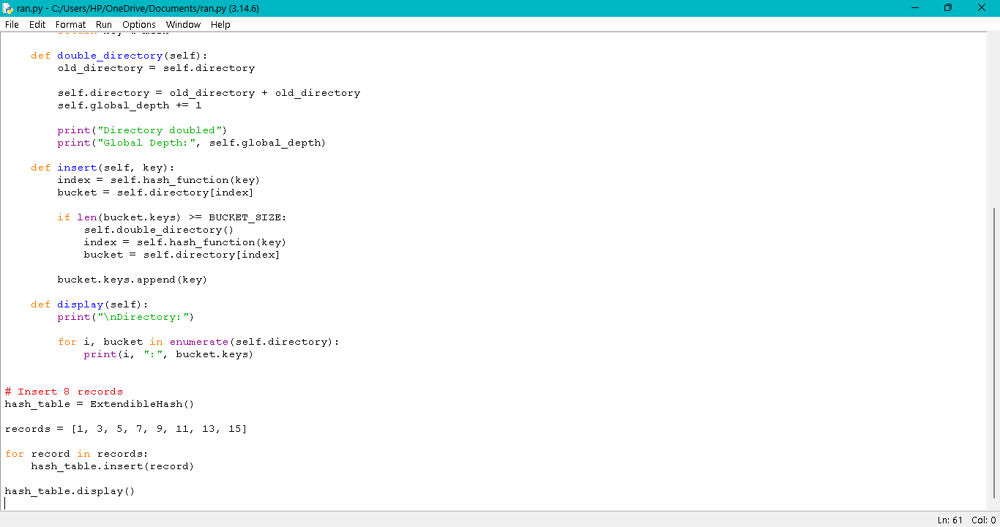 ran.py - C:/Users/HP/OneDrive/Documents/ran.py (3.14.6)
File Edit Format Run Options Window Help
    def double_directory(self):
        old_directory = self.directory

        self.directory = old_directory + old_directory
        self.global_depth += 1

        print("Directory doubled")
        print("Global Depth:", self.global_depth)

    def insert(self, key):
        index = self.hash_function(key)
        bucket = self.directory[index]

        if len(bucket.keys) >= BUCKET_SIZE:
            self.double_directory()
            index = self.hash_function(key)
            bucket = self.directory[index]

        bucket.keys.append(key)

    def display(self):
        print("\nDirectory:")

        for i, bucket in enumerate(self.directory):
            print(i, ":", bucket.keys)


# Insert 8 records
hash_table = ExtendibleHash()

records = [1, 3, 5, 7, 9, 11, 13, 15]

for record in records:
    hash_table.insert(record)

hash_table.display()
Ln: 61 Col: 0